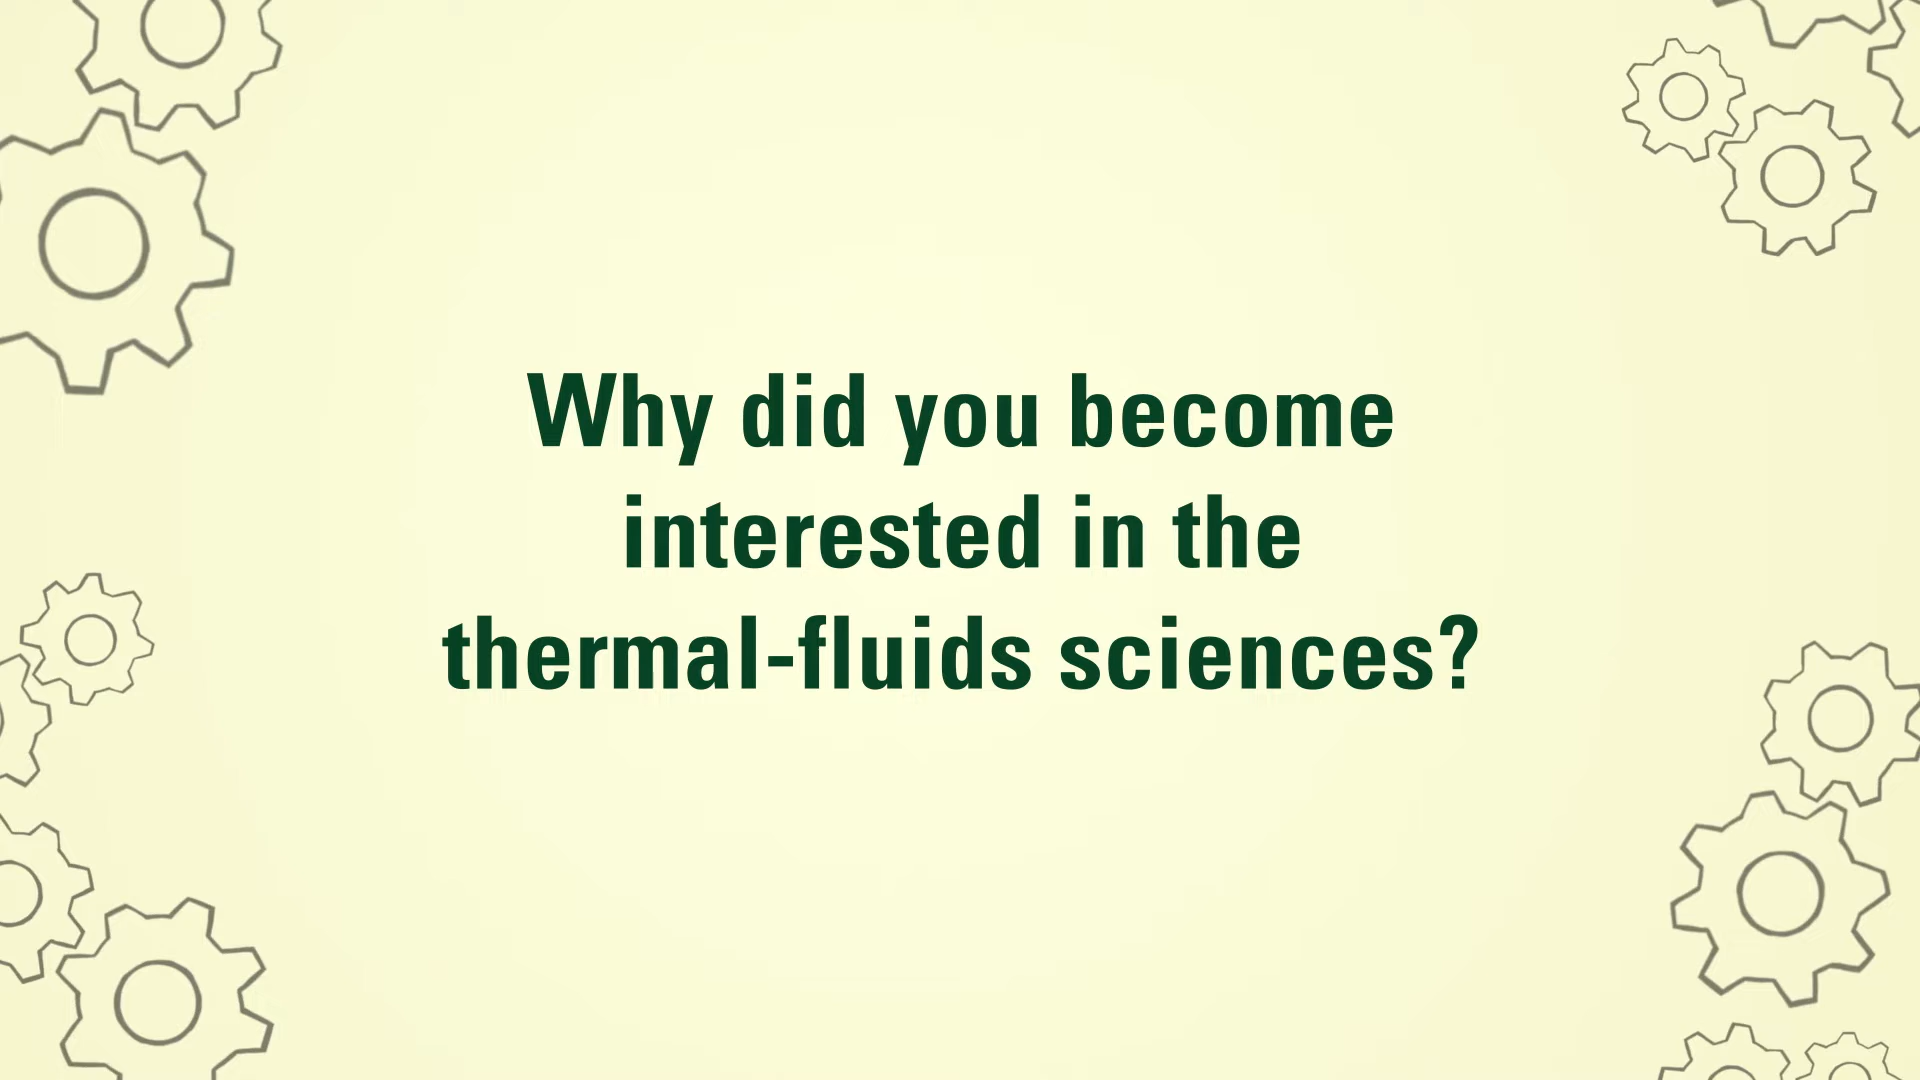 Why did you become
interested in the
thermal-fluids sciences?